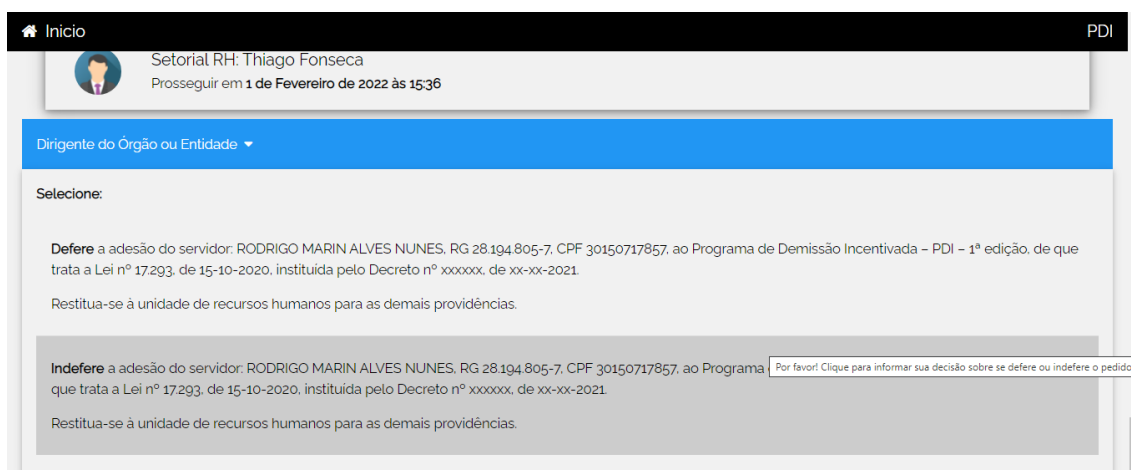 Inicio PDI
Setorial RH: Thiago Fonseca
Prosseguir em 1 de Fevereiro de 2022 às 15:36
Dirigente do Órgão ou Entidade
Selecione:
Defere a adesão do servidor: RODRIGO MARIN ALVES NUNES, RG 28.194.805-7, CPF 30150717857, ao Programa de Demissão Incentivada – PDI – 1ª edição, de que
trata a Lei nº 17.293, de 15-10-2020, instituída pelo Decreto nº xxxxxx, de xx-xx-2021.
Restitua-se à unidade de recursos humanos para as demais providências.
Indefere a adesão do servidor: RODRIGO MARIN ALVES NUNES, RG 28.194.805-7, CPF 30150717857, ao Programa
Por favor! Clique para informar sua decisão sobre se defere ou indefere o pedido
que trata a Lei nº 17.293, de 15-10-2020, instituída pelo Decreto nº xxxxxx, de xx-xx-2021.
Restitua-se à unidade de recursos humanos para as demais providências.